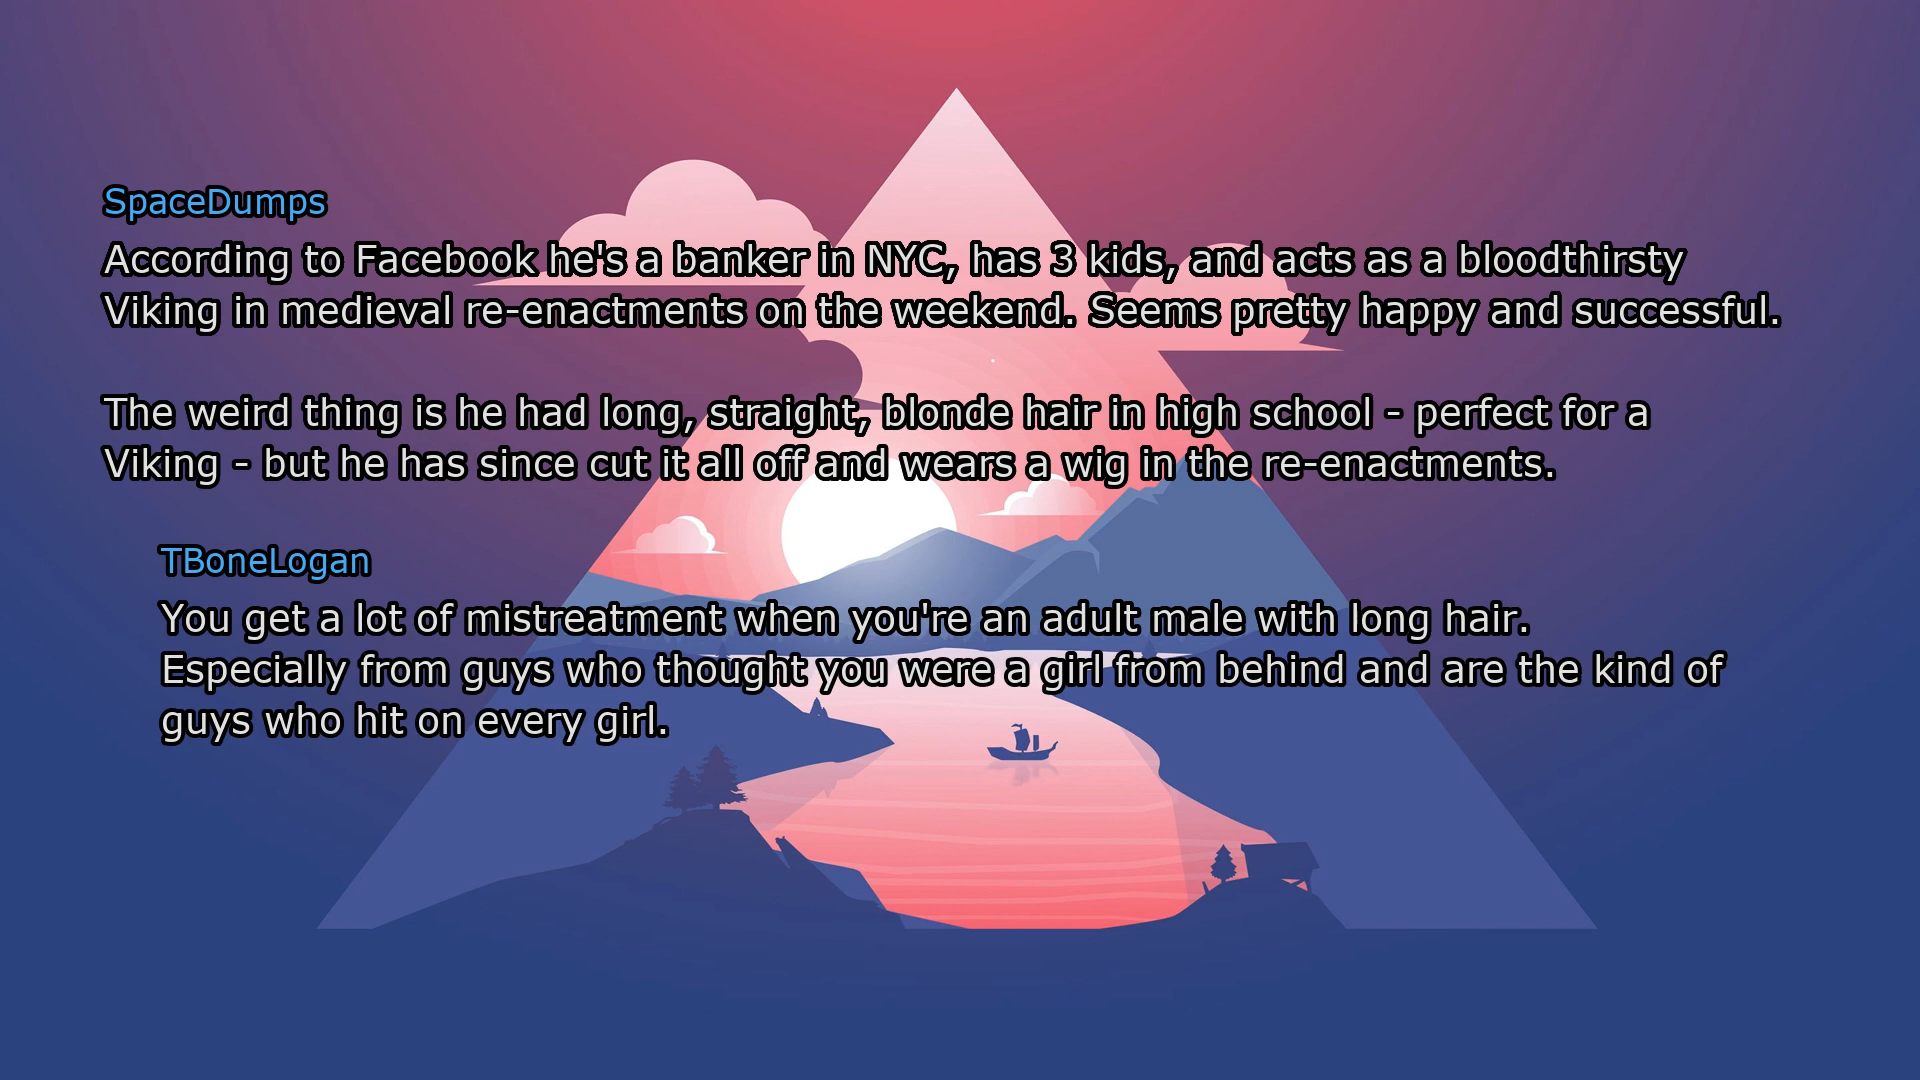 SpaceDumps
According to Facebook he's a banker in NYC, has 3 kids, and acts as a bloodthirsty
Viking in medieval re-enactments on the weekend. Seems pretty happy and successful.
The weird thing is he had long, straight, blonde hair in high school - perfect for a
Viking - but he has since cut it all off and wears a wig in the re-enactments.
TBoneLogan
You get a lot of mistreatment when you're an adult male with long hair.
Especially from guys who thought you were a girl from behind and are the kind of
guys who hit on every girl.